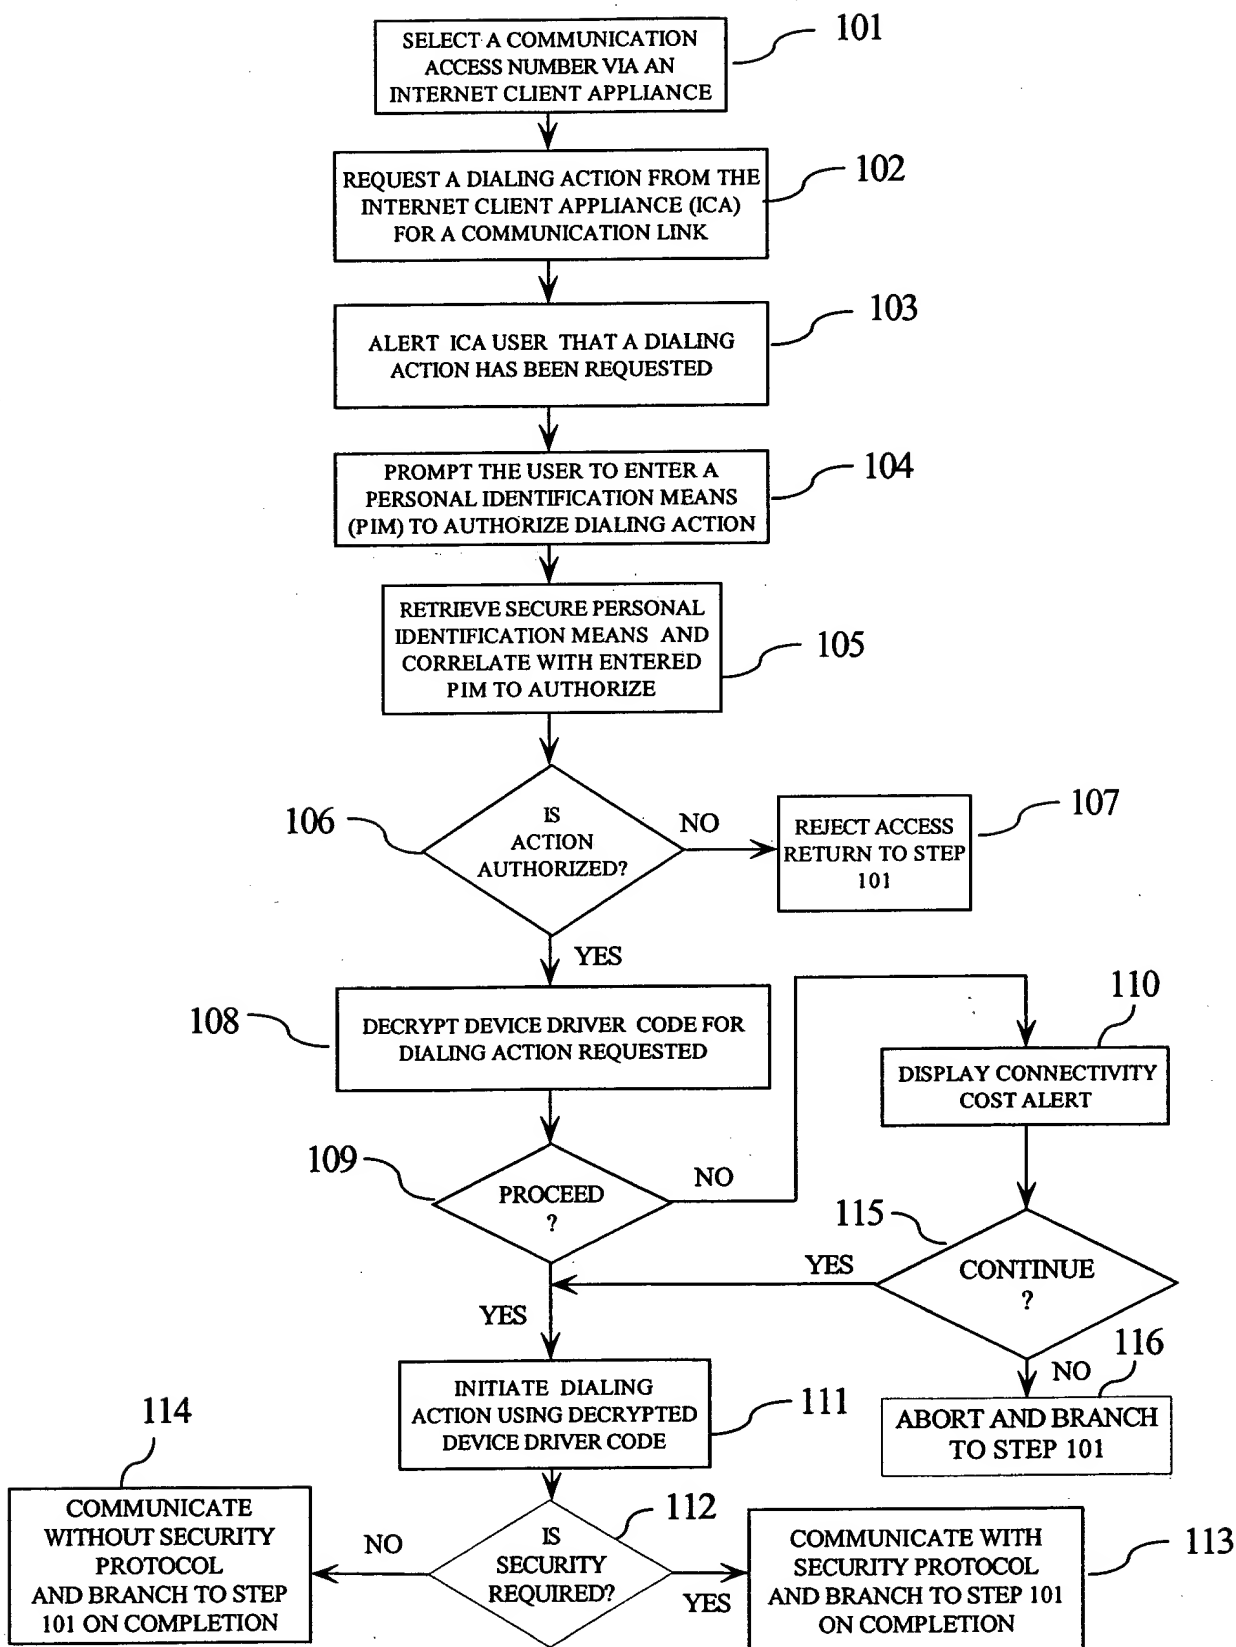 SELECT A COMMUNICATION
ACCESS NUMBER VIA AN
INTERNET CLIENT APPLIANCE
101
REQUEST A DIALING ACTION FROM THE
INTERNET CLIENT APPLIANCE (ICA)
FOR A COMMUNICATION LINK
102
ALERT ICA USER THAT A DIALING
ACTION HAS BEEN REQUESTED
103
PROMPT THE USER TO ENTER A
PERSONAL IDENTIFICATION MEANS
(PIM) TO AUTHORIZE DIALING ACTION
104
RETRIEVE SECURE PERSONAL
IDENTIFICATION MEANS AND
CORRELATE WITH ENTERED
PIM TO AUTHORIZE
105
106
IS
ACTION
AUTHORIZED?
NO
REJECT ACCESS
RETURN TO STEP
101
107
YES
108
DECRYPT DEVICE DRIVER CODE FOR
DIALING ACTION REQUESTED
110
DISPLAY CONNECTIVITY
COST ALERT
109
PROCEED
?
NO
115
CONTINUE
?
YES
YES
NO
116
ABORT AND BRANCH
TO STEP 101
INITIATE DIALING
ACTION USING DECRYPTED
DEVICE DRIVER CODE
111
114
COMMUNICATE
WITHOUT SECURITY
PROTOCOL
AND BRANCH TO STEP
101 ON COMPLETION
NO
IS
SECURITY
REQUIRED?
112
YES
COMMUNICATE WITH
SECURITY PROTOCOL
AND BRANCH TO STEP 101
ON COMPLETION
113